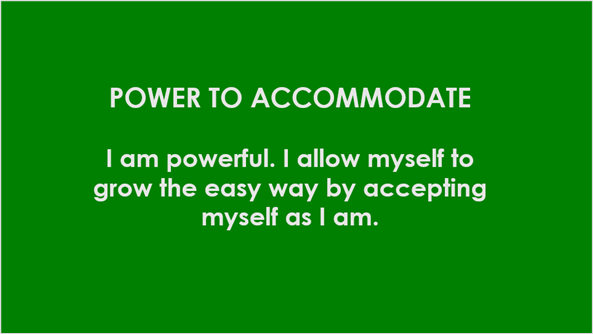 POWER TO ACCOMMODATE
I am powerful. I allow myself to
grow the easy way by accepting
myself as I am.